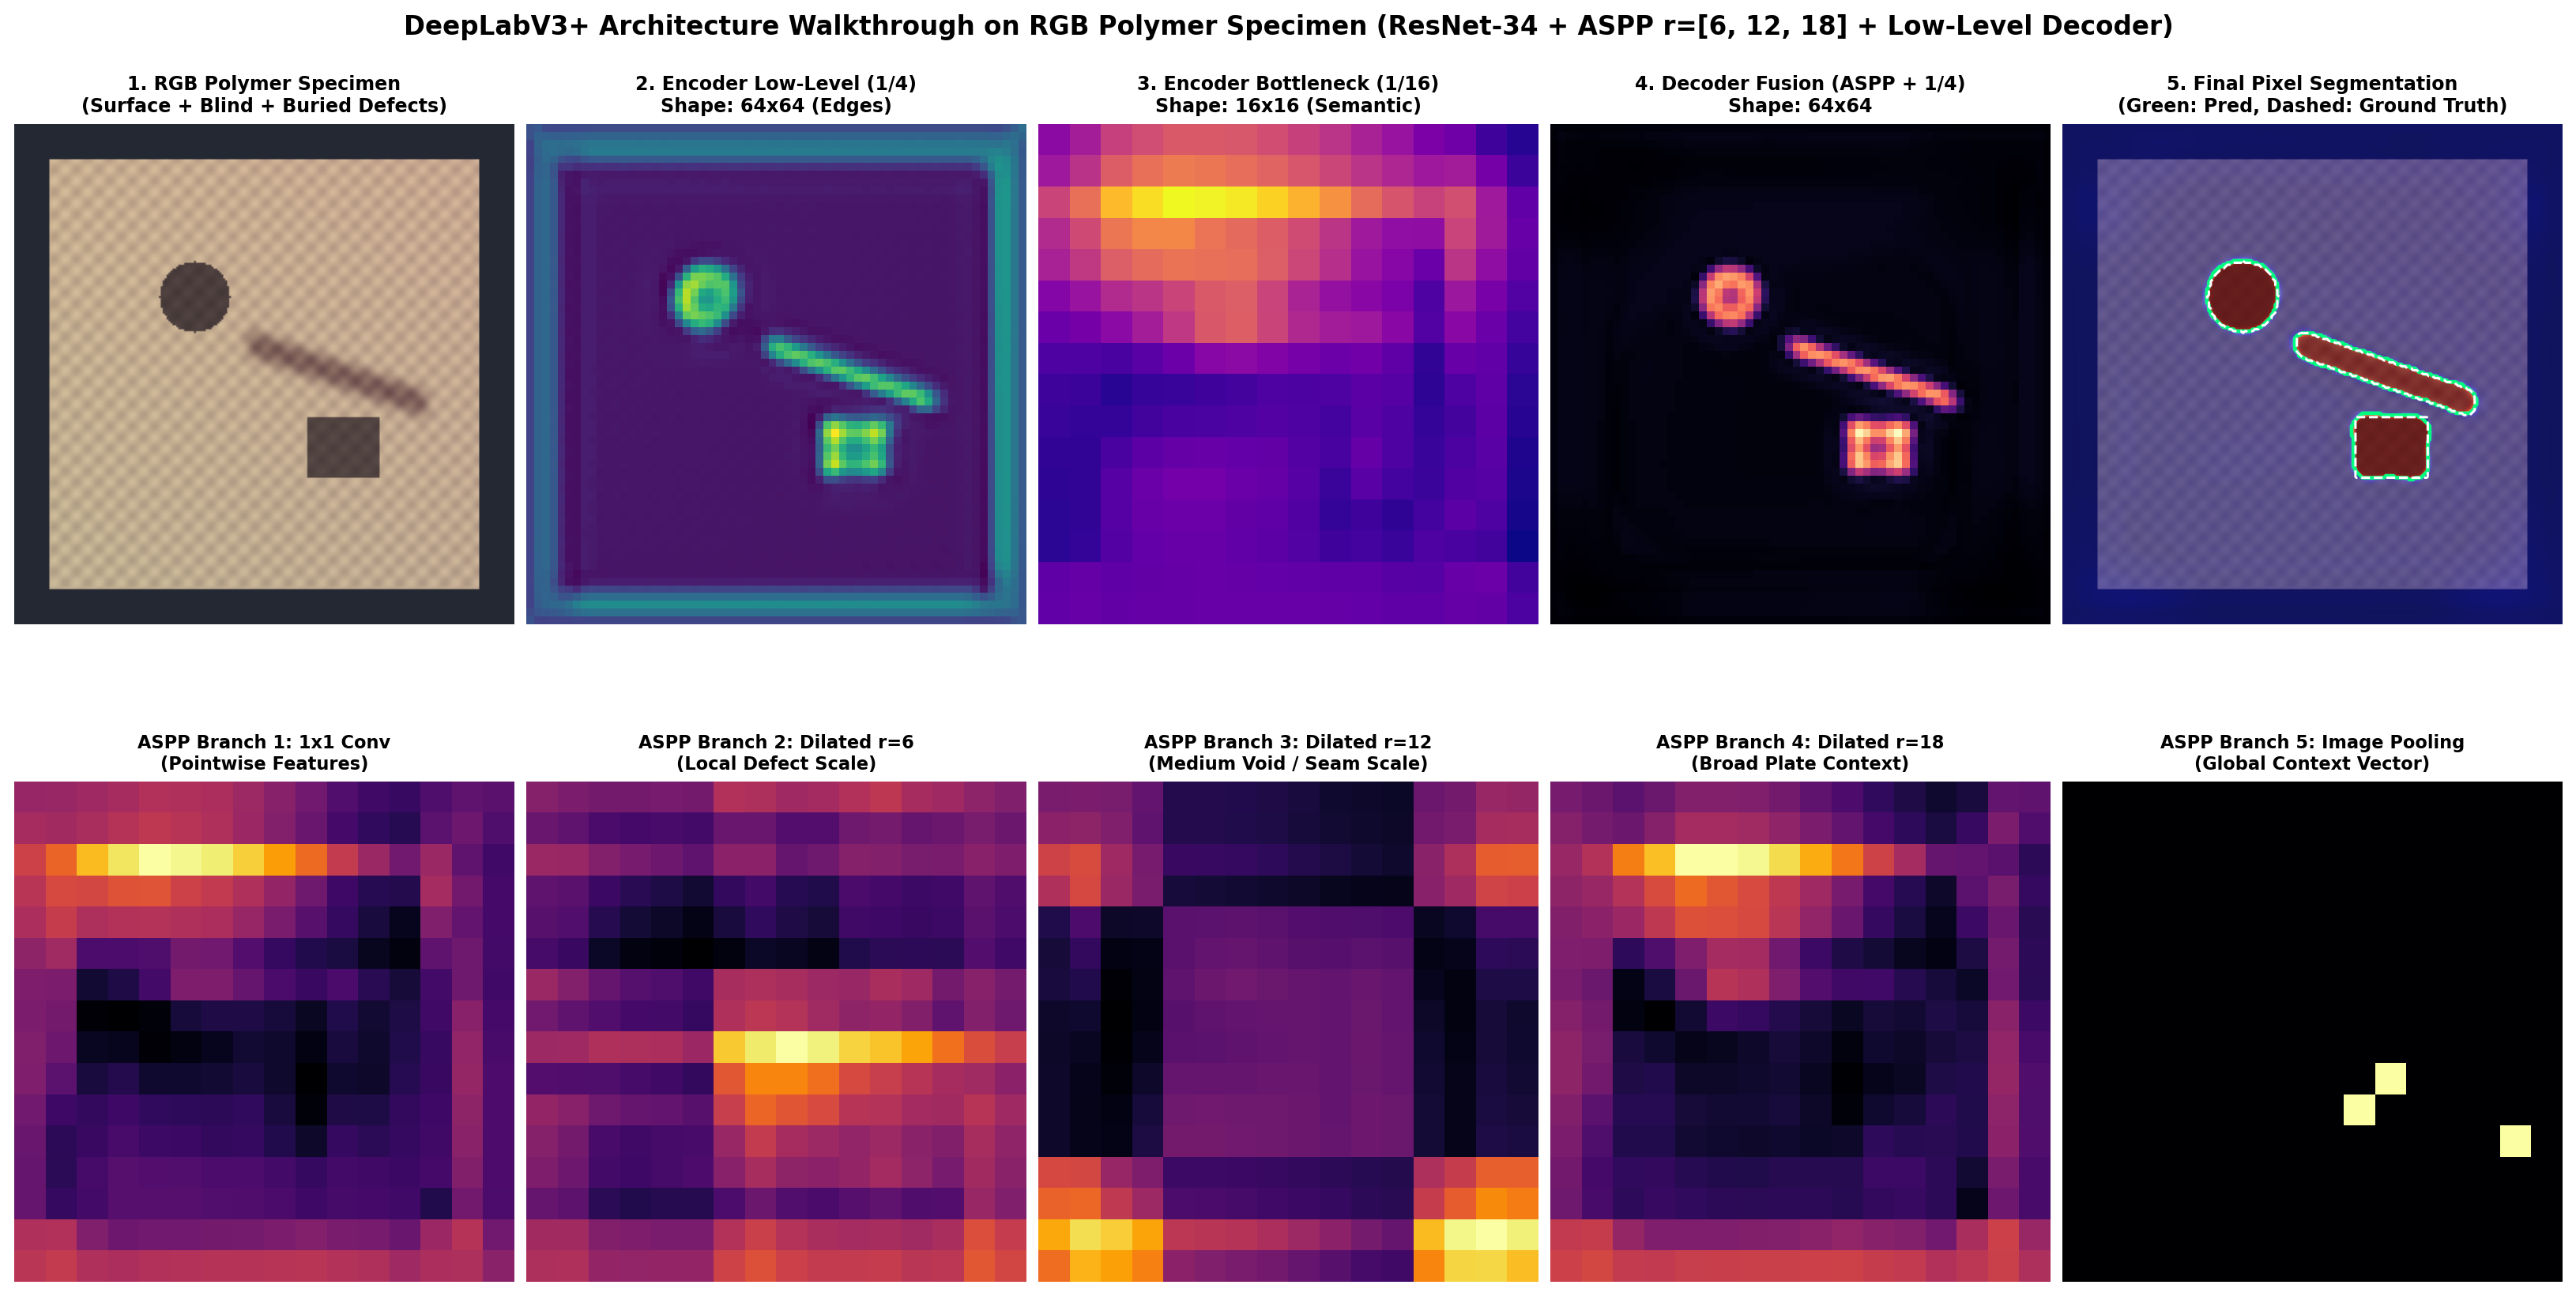 DeepLabV3+ Architecture Walkthrough on RGB Polymer Specimen (ResNet-34 + ASPP r=[6, 12, 18] + Low-Level Decoder)
1. RGB Polymer Specimen
(Surface + Blind + Buried Defects)
2. Encoder Low-Level (1/4)
Shape: 64x64 (Edges)
3. Encoder Bottleneck (1/16)
Shape: 16x16 (Semantic)
4. Decoder Fusion (ASPP + 1/4)
Shape: 64x64
5. Final Pixel Segmentation
(Green: Pred, Dashed: Ground Truth)
ASPP Branch 1: 1x1 Conv
(Pointwise Features)
ASPP Branch 2: Dilated r=6
(Local Defect Scale)
ASPP Branch 3: Dilated r=12
(Medium Void / Seam Scale)
ASPP Branch 4: Dilated r=18
(Broad Plate Context)
ASPP Branch 5: Image Pooling
(Global Context Vector)